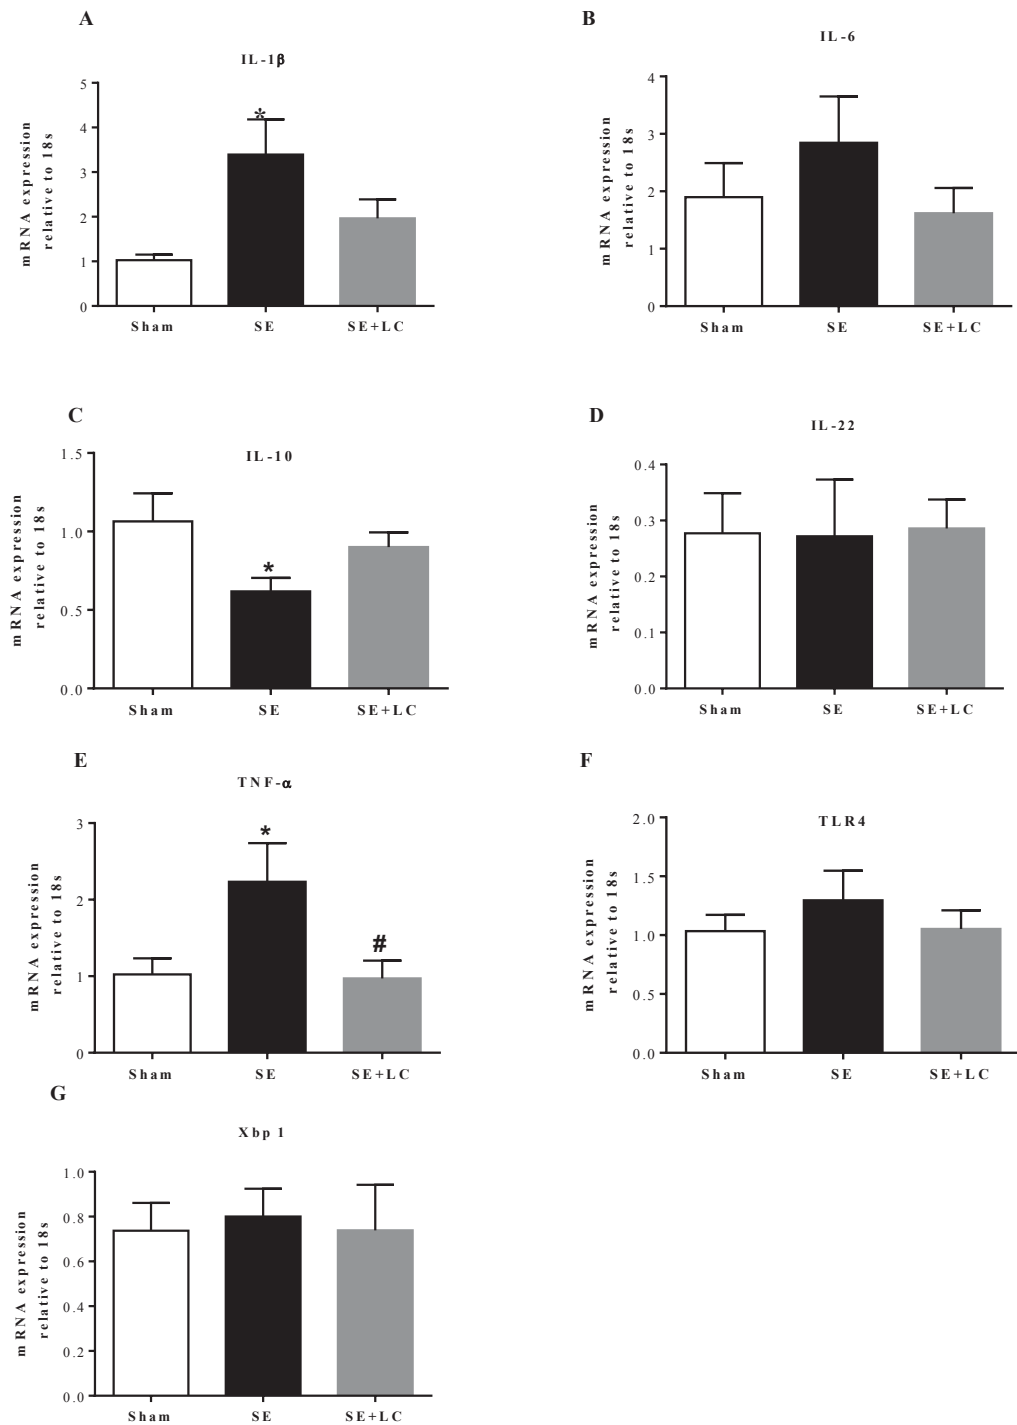 A
IL-1β
mRNA expression
relative to 18s
5
4
3
2
1
0
*
Sham SE SE+LC
B
IL-6
mRNA expression
relative to 18s
4
3
2
1
0
Sham SE SE+LC
C
IL-10
mRNA expression
relative to 18s
1.5
1.0
0.5
0.0
*
Sham SE SE+LC
D
IL-22
mRNA expression
relative to 18s
0.4
0.3
0.2
0.1
0.0
Sham SE SE+LC
E
TNF-α
mRNA expression
relative to 18s
3
2
1
0
*
#
Sham SE SE+LC
F
TLR4
mRNA expression
relative to 18s
2.0
1.5
1.0
0.5
0.0
Sham SE SE+LC
G
Xbp 1
mRNA expression
relative to 18s
1.0
0.8
0.6
0.4
0.2
0.0
Sham SE SE+LC